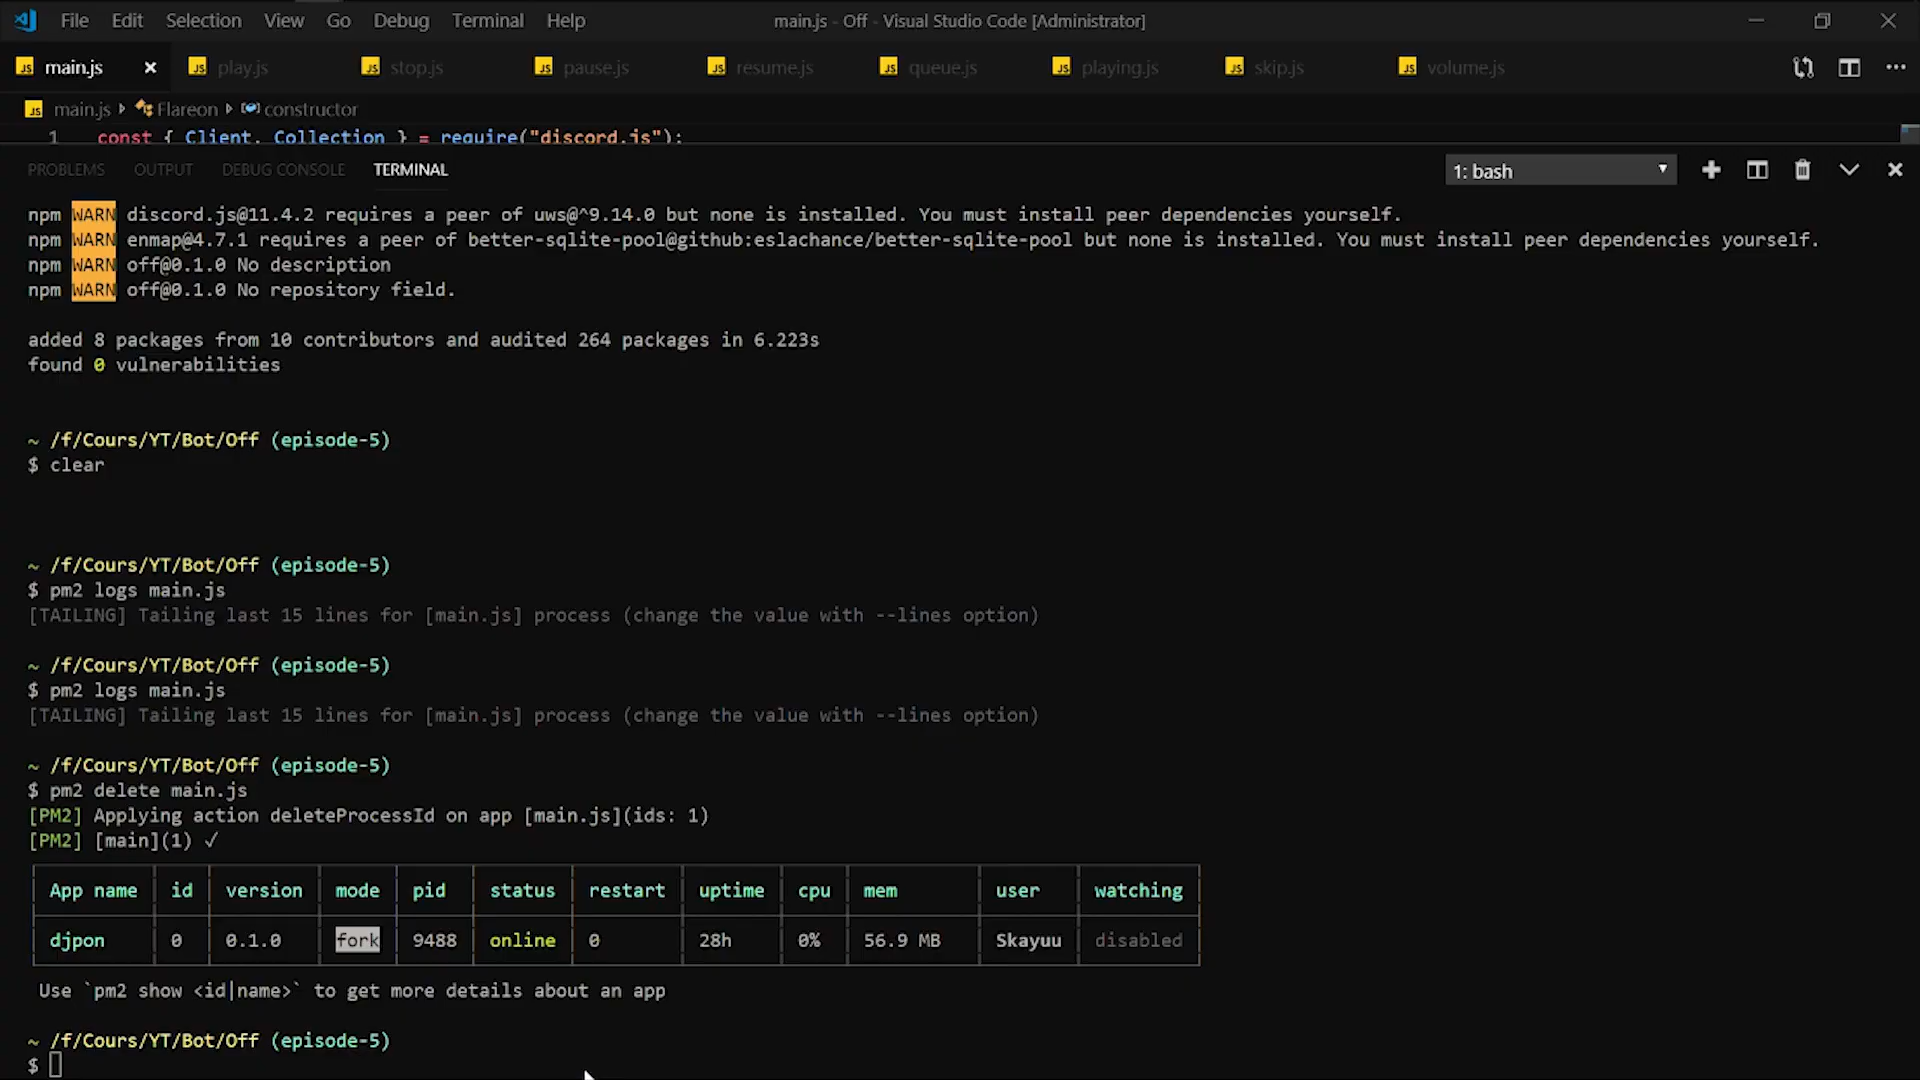 File Edit Selection View Go Debug Terminal Help main.js - Off - Visual Studio Code [Administrator]
JS main.js JS play.js JS stop.js JS pause.js JS resume.js JS queue.js JS playing.js JS skip.js JS volume.js
JS main.js Flareon constructor
1 const { Client, Collection } = require("discord.js");
PROBLEMS OUTPUT DEBUG CONSOLE TERMINAL 1: bash
npm WARN discord.js@11.4.2 requires a peer of uws@^9.14.0 but none is installed. You must install peer dependencies yourself.
npm WARN enmap@4.7.1 requires a peer of better-sqlite-pool@github:eslachance/better-sqlite-pool but none is installed. You must install peer dependencies yourself.
npm WARN off@0.1.0 No description
npm WARN off@0.1.0 No repository field.
added 8 packages from 10 contributors and audited 264 packages in 6.223s
found 0 vulnerabilities
~ /f/Cours/YT/Bot/Off (episode-5)
$ clear
~ /f/Cours/YT/Bot/Off (episode-5)
$ pm2 logs main.js
[TAILING] Tailing last 15 lines for [main.js] process (change the value with --lines option)
~ /f/Cours/YT/Bot/Off (episode-5)
$ pm2 logs main.js
[TAILING] Tailing last 15 lines for [main.js] process (change the value with --lines option)
~ /f/Cours/YT/Bot/Off (episode-5)
$ pm2 delete main.js
[PM2] Applying action deleteProcessId on app [main.js](ids: 1)
[PM2] [main](1) ✓
App name id version mode pid status restart uptime cpu mem user watching
djpon 0 0.1.0 fork 9488 online 0 28h 0% 56.9 MB Skayuu disabled
Use `pm2 show <id|name>` to get more details about an app
~ /f/Cours/YT/Bot/Off (episode-5)
$